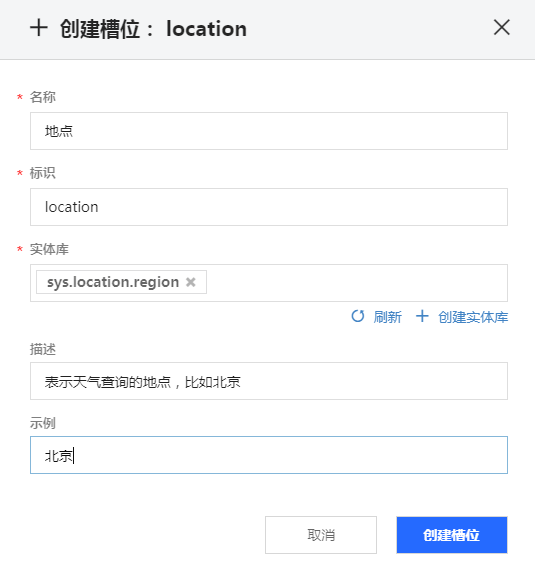 创建槽位： location
* 名称
地点
* 标识
location
* 实体库
sys.location.region
刷新 创建实体库
描述
表示天气查询的地点，比如北京
示例
北京
取消 创建槽位